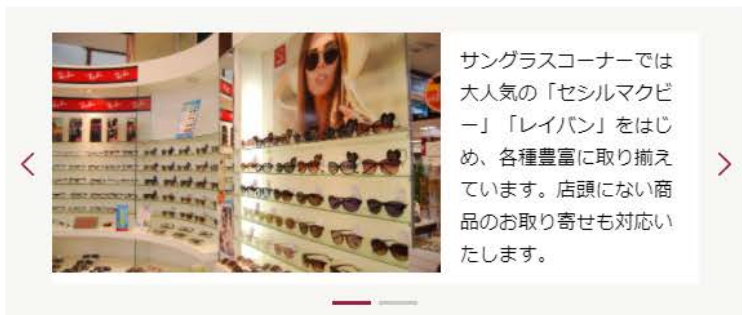 サングラスコーナーでは
大人気の「セシルマクビ
ー」「レイバン」をはじ
め、各種豊富に取り揃え
ています。店頭にない商
品のお取り寄せも対応い
たします。